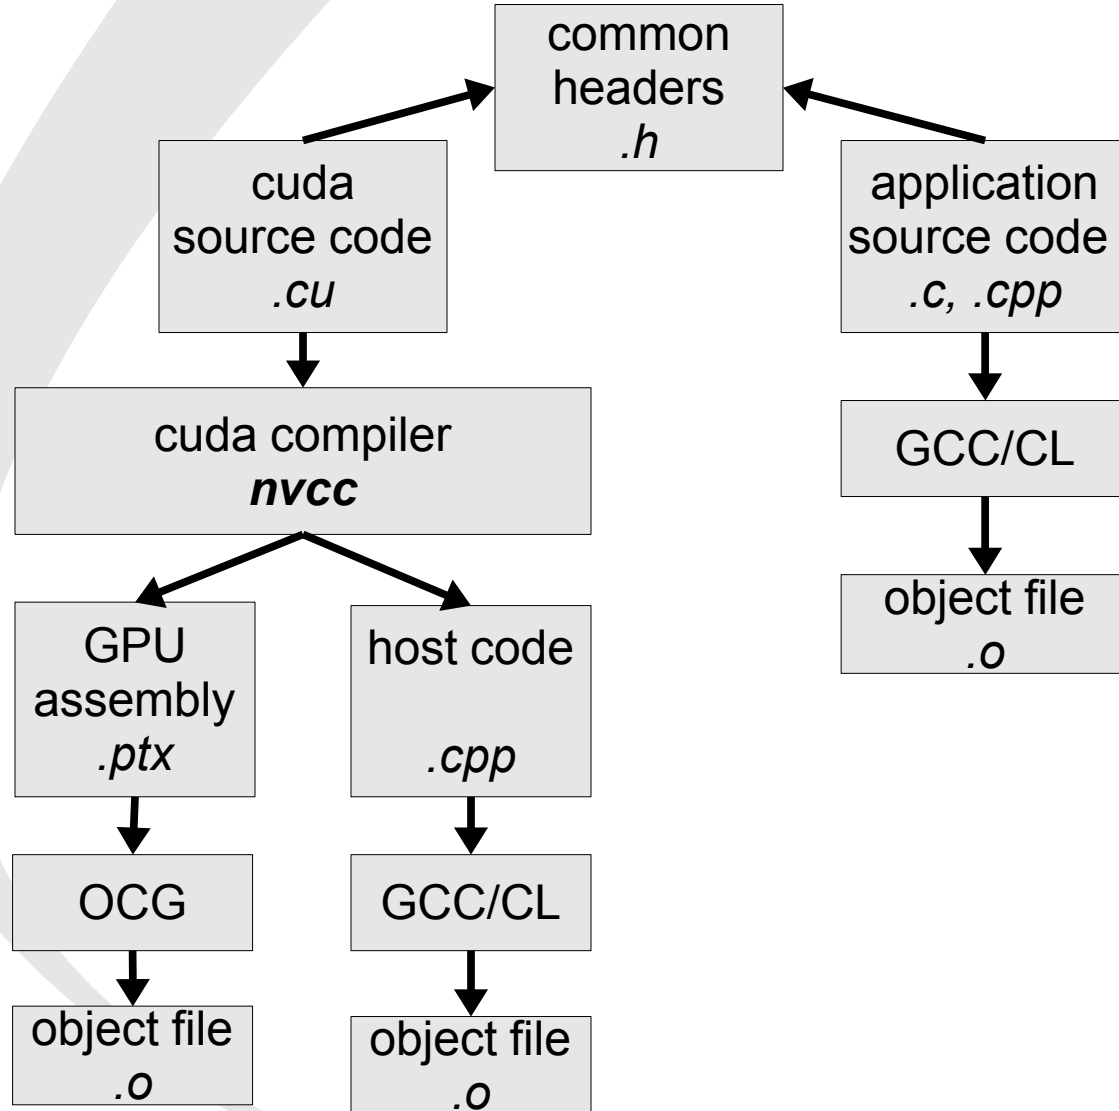 common
headers
.h
cuda
source code
.cu
application
source code
.c, .cpp
cuda compiler
nvcc
GCC/CL
object file
.o
GPU
assembly
.ptx
host code
.cpp
OCG
GCC/CL
object file
.o
object file
.o